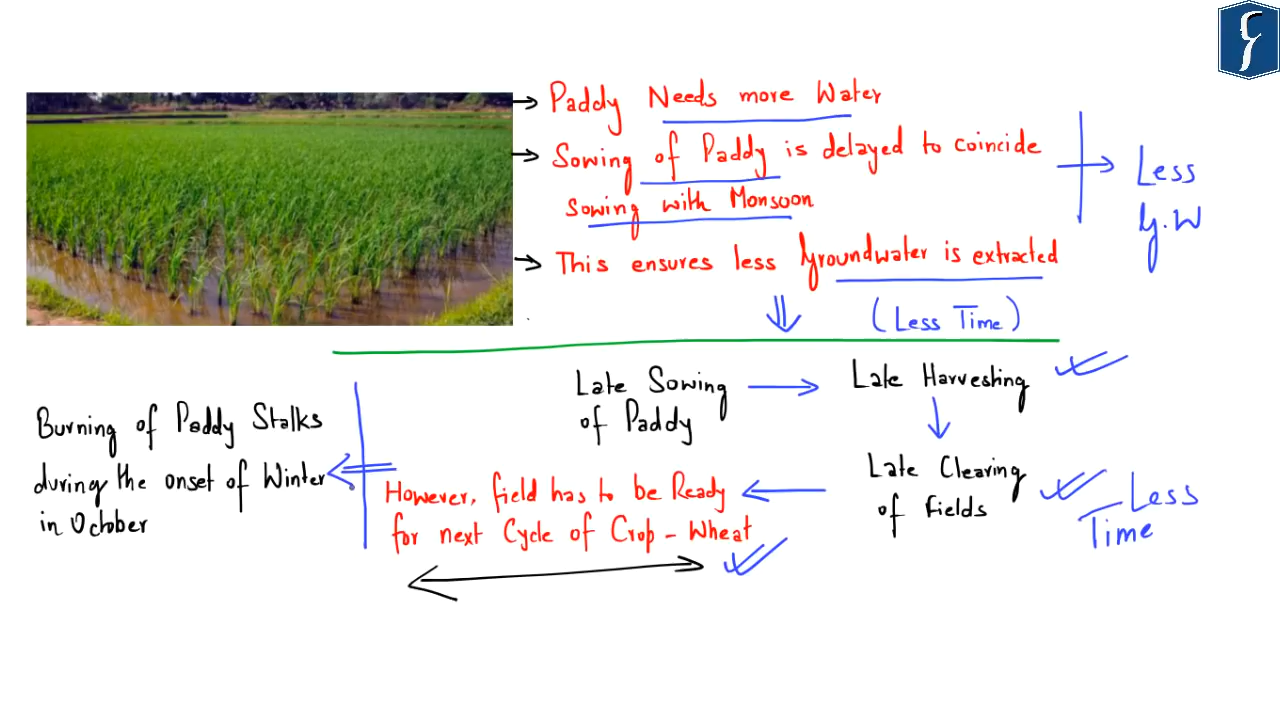 Paddy Needs more Water
Sowing of Paddy is delayed to coincide
sowing with Monsoon
This ensures less Groundwater is extracted
Less
G.W
(Less Time)
Late Sowing
of Paddy
Late Harvesting
Late Clearing
of Fields
Less
Time
However, field has to be Ready
for next Cycle of Crop - Wheat
Burning of Paddy Stalks
during the onset of Winter
in October